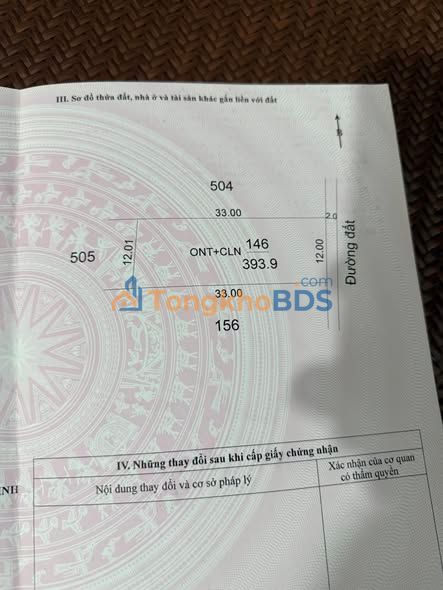 III. Sơ đồ thửa đất, nhà ở và tài sản khác gắn liền với đất
B
504
33.00
2.0
505
12.01
ONT+CLN 146
393.9
12.00
Đường đất
TongkhoBDS.com
33.00
156
IV. Những thay đổi sau khi cấp giấy chứng nhận
INH
Nội dung thay đổi và cơ sở pháp lý
Xác nhận của cơ quan
có thẩm quyền